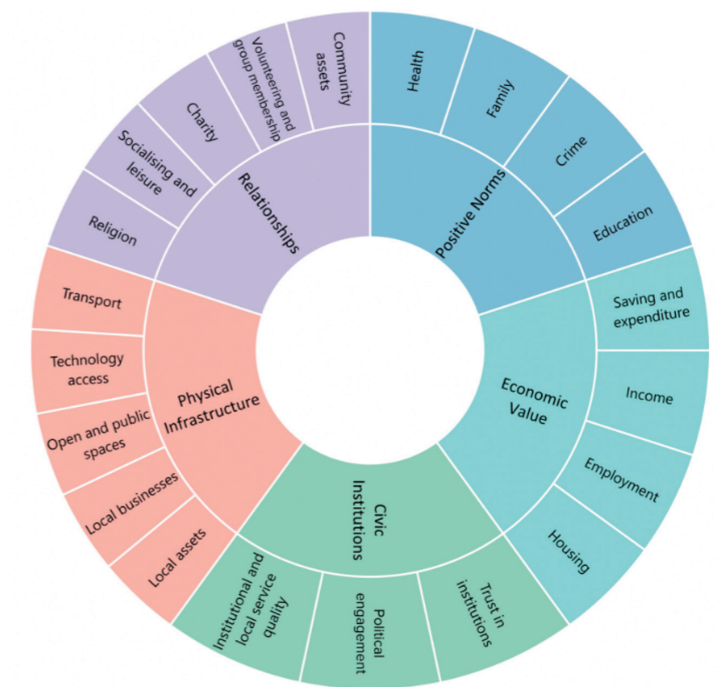 Relationships
Community
assets
Volunteering and
group membership
Charity
Socialising and
leisure
Religion
Positive Norms
Health
Family
Crime
Education
Economic
Value
Saving and
expenditure
Income
Employment
Housing
Civic
Institutions
Trust in
institutions
Political
engagement
Institutional and
local service
quality
Physical
Infrastructure
Local assets
Local businesses
Open and public
spaces
Technology
access
Transport